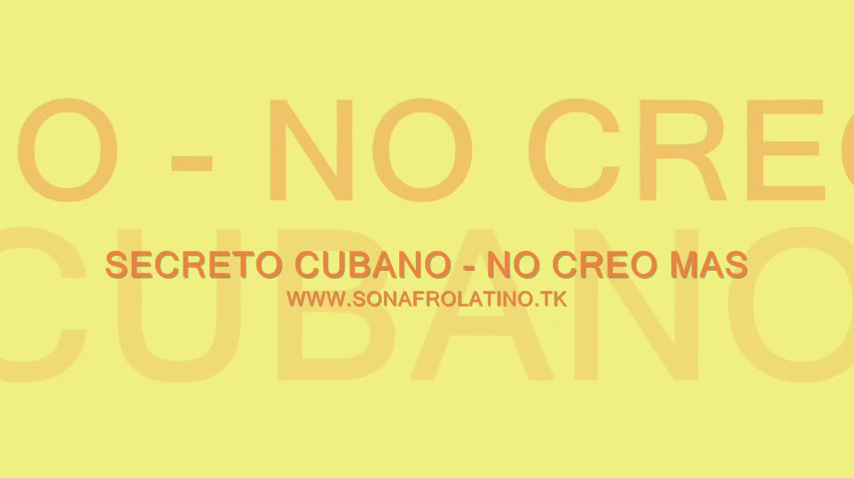 O - NO CREO
SECRETO CUBANO - NO CREO MAS
WWW.SONAFROLATINO.TK
CUBANO